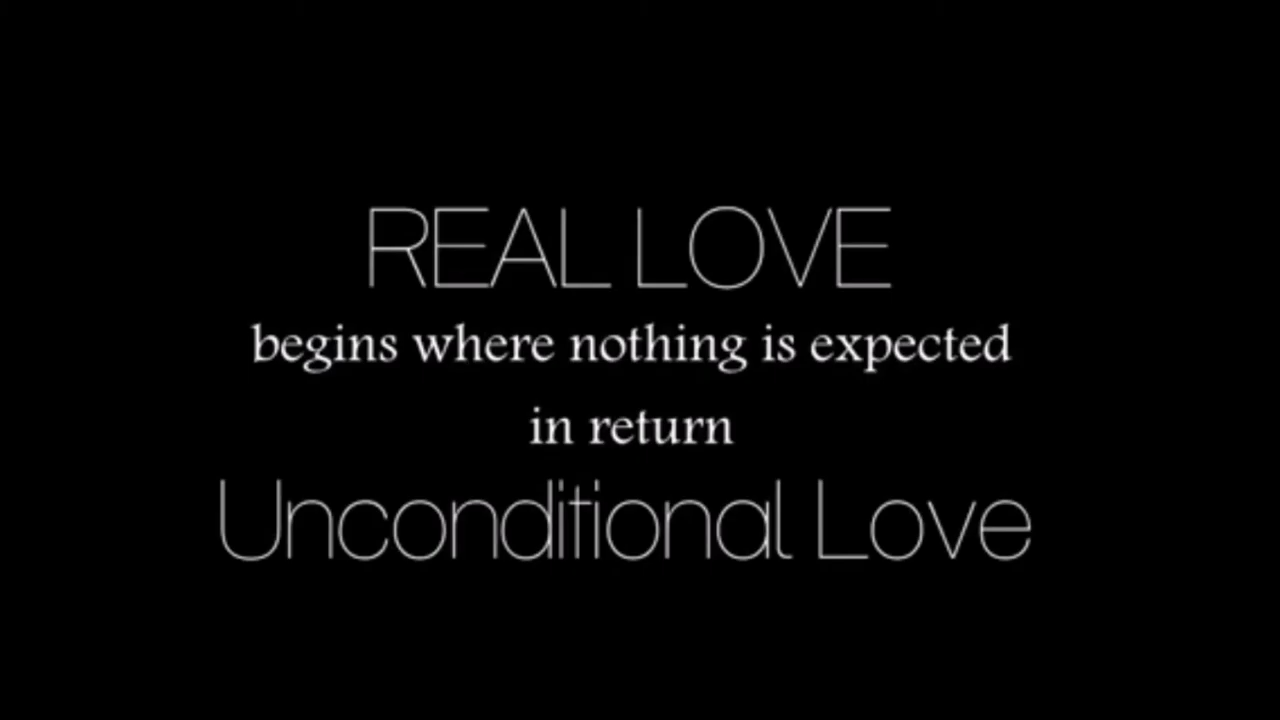 REAL LOVE
begins where nothing is expected
in return
Unconditional Love